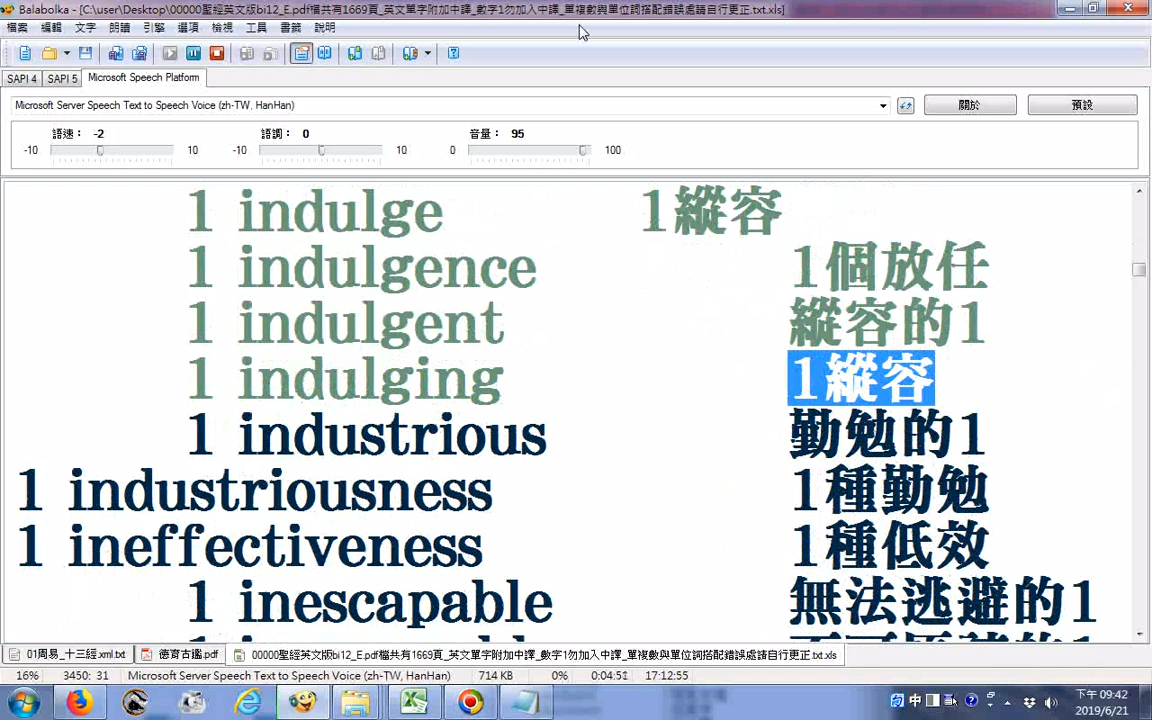 Balabolka - [C:\user\Desktop\00000聖經英文版bi12_E.pdf檔共有1669頁_英文單字附加中譯_數字1勿加入中譯_單複數與單位詞搭配錯誤處請自行更正.txt.xls]
檔案 編輯 文字 朗讀 引擎 選項 檢視 工具 書籤 說明
SAPI 4 SAPI 5 Microsoft Speech Platform
Microsoft Server Speech Text to Speech Voice (zh-TW, HanHan) 關於 預設
語速： -2 語調： 0 音量： 95
-10 10 -10 10 0 100
1 indulge 1縱容
1 indulgence 1個放任
1 indulgent 縱容的1
1 indulging 1縱容
1 industrious 勤勉的1
1 industriousness 1種勤勉
1 ineffectiveness 1種低效
1 inescapable 無法逃避的1
01周易_十三經.xml.txt 德育古鑑.pdf 00000聖經英文版bi12_E.pdf檔共有1669頁_英文單字附加中譯_數字1勿加入中譯_單複數與單位詞搭配錯誤處請自行更正.txt.xls
16% 3450: 31 Microsoft Server Speech Text to Speech Voice (zh-TW, HanHan) 714 KB 0% 0:04:51 17:12:55
中 下午 09:42
2019/6/21